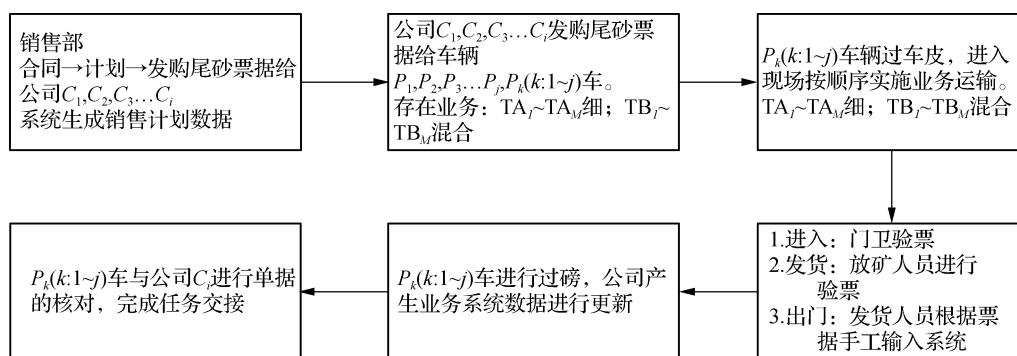 销售部
合同→计划→发购尾砂票据给
公司C₁,C₂,C₃…Cᵢ
系统生成销售计划数据
公司C₁,C₂,C₃…Cᵢ发购尾砂票
据给车辆
P₁,P₂,P₃…Pⱼ,Pₖ(k:1~j)车。
存在业务：TA₁~TA_M细；TB₁~
TB_M混合
Pₖ(k:1~j)车辆过车皮，进入
现场按顺序实施业务运输。
TA₁~TA_M细；TB₁~TB_M混合
1.进入：门卫验票
2.发货：放矿人员进行
验票
3.出门：发货人员根据票
据手工输入系统
Pₖ(k:1~j)车进行过磅，公司产
生业务系统数据进行更新
Pₖ(k:1~j)车与公司Cᵢ进行单据
的核对，完成任务交接